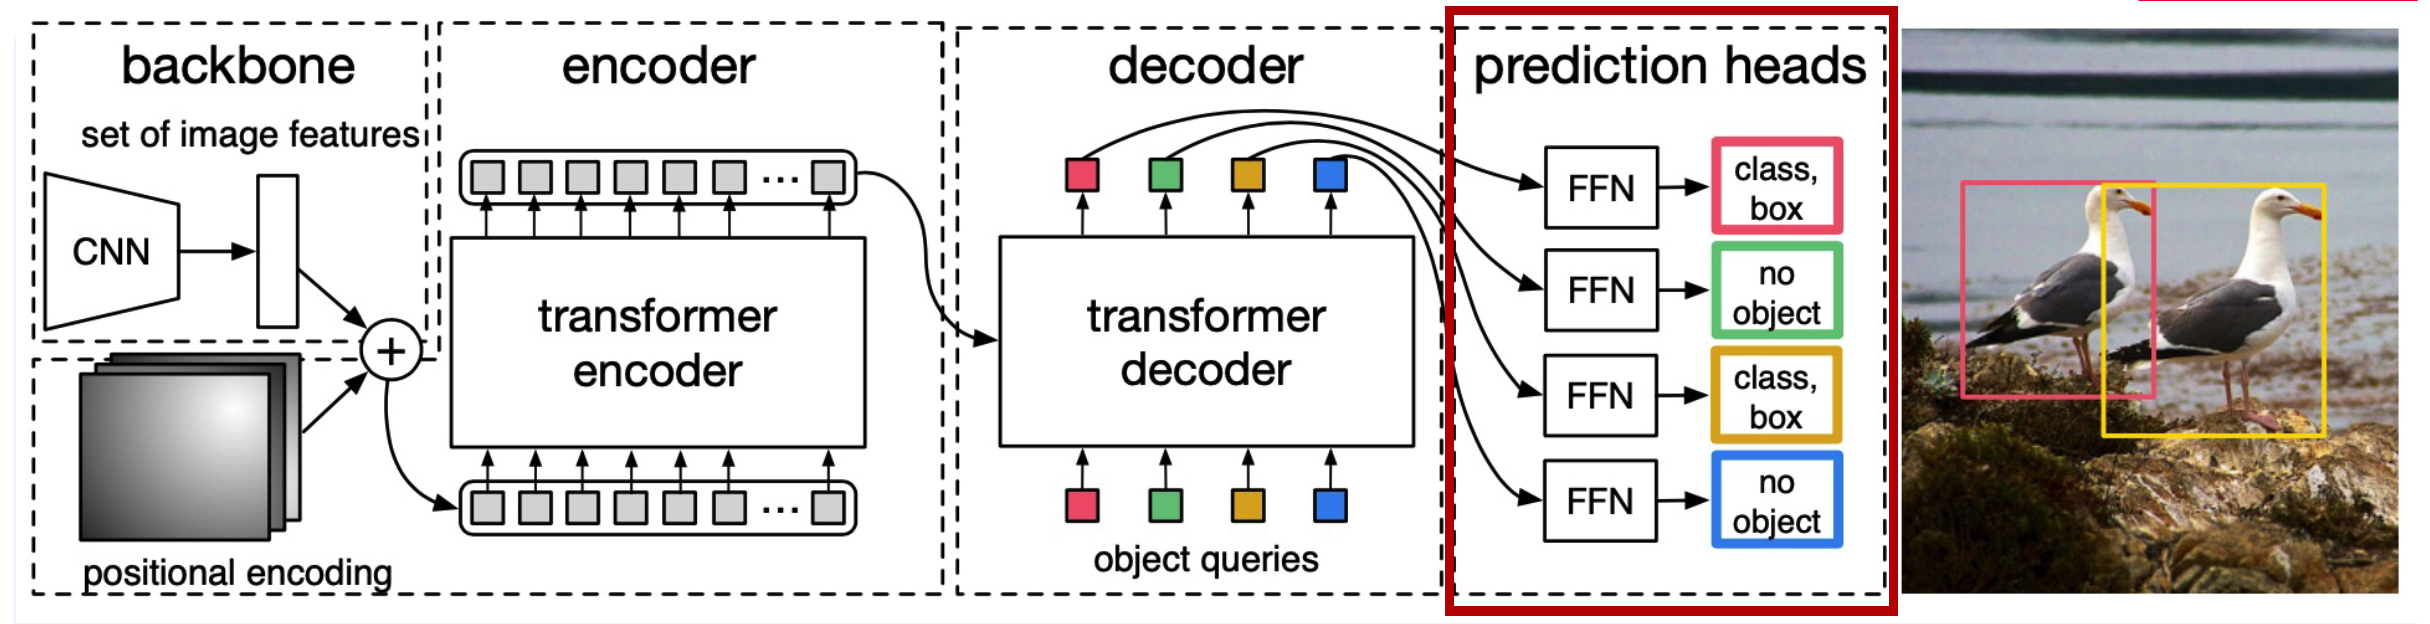 backbone
set of image features
CNN
+
positional encoding
encoder
...
transformer
encoder
...
decoder
transformer
decoder
object queries
prediction heads
FFN
class,
box
FFN
no
object
FFN
class,
box
FFN
no
object